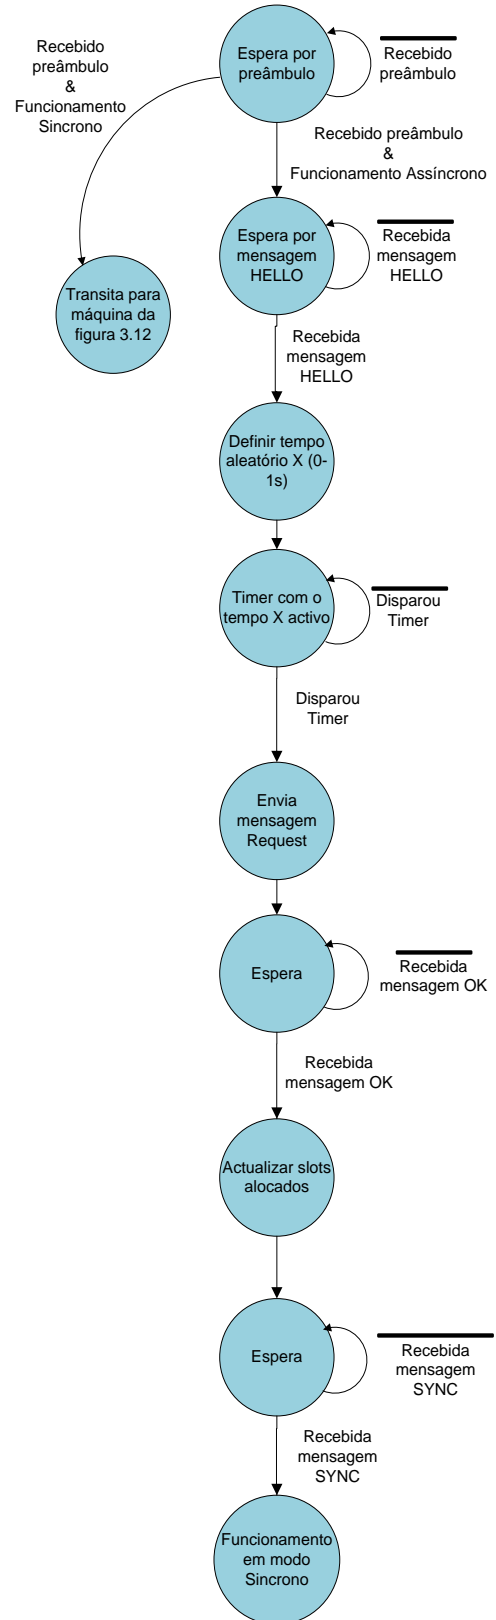 Recebido
preâmbulo
&
Funcionamento
Sincrono
Espera por
preâmbulo
Recebido
preâmbulo
Recebido preâmbulo
&
Funcionamento Assíncrono
Espera por
mensagem
HELLO
Recebida
mensagem
HELLO
Transita para
máquina da
figura 3.12
Recebida
mensagem
HELLO
Definir tempo
aleatório X (0-
1s)
Timer com o
tempo X activo
Disparou
Timer
Disparou
Timer
Envia
mensagem
Request
Espera
Recebida
mensagem OK
Recebida
mensagem OK
Actualizar slots
alocados
Espera
Recebida
mensagem
SYNC
Recebida
mensagem
SYNC
Funcionamento
em modo
Sincrono